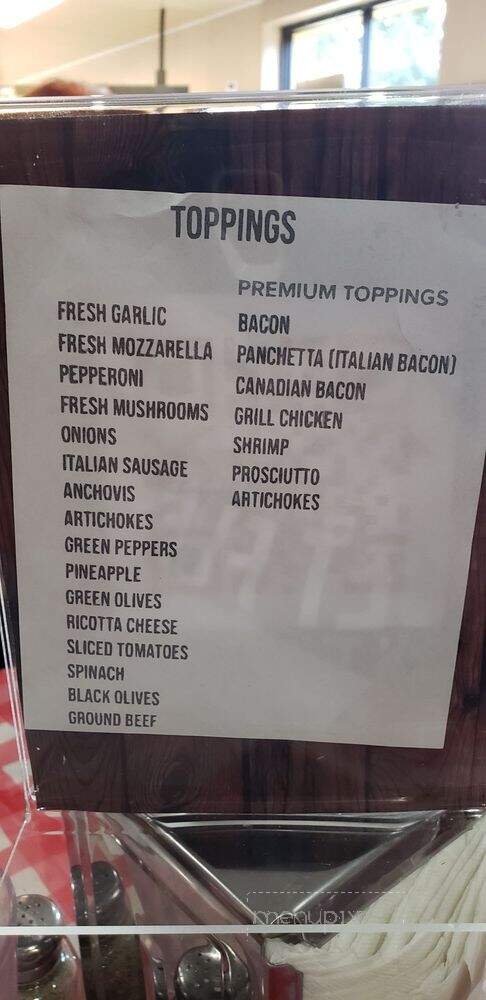 TOPPINGS
FRESH GARLIC
FRESH MOZZARELLA
PEPPERONI
FRESH MUSHROOMS
ONIONS
ITALIAN SAUSAGE
ANCHOVIS
ARTICHOKES
GREEN PEPPERS
PINEAPPLE
GREEN OLIVES
RICOTTA CHEESE
SLICED TOMATOES
SPINACH
BLACK OLIVES
GROUND BEEF
PREMIUM TOPPINGS
BACON
PANCHETTA (ITALIAN BACON)
CANADIAN BACON
GRILL CHICKEN
SHRIMP
PROSCIUTTO
ARTICHOKES